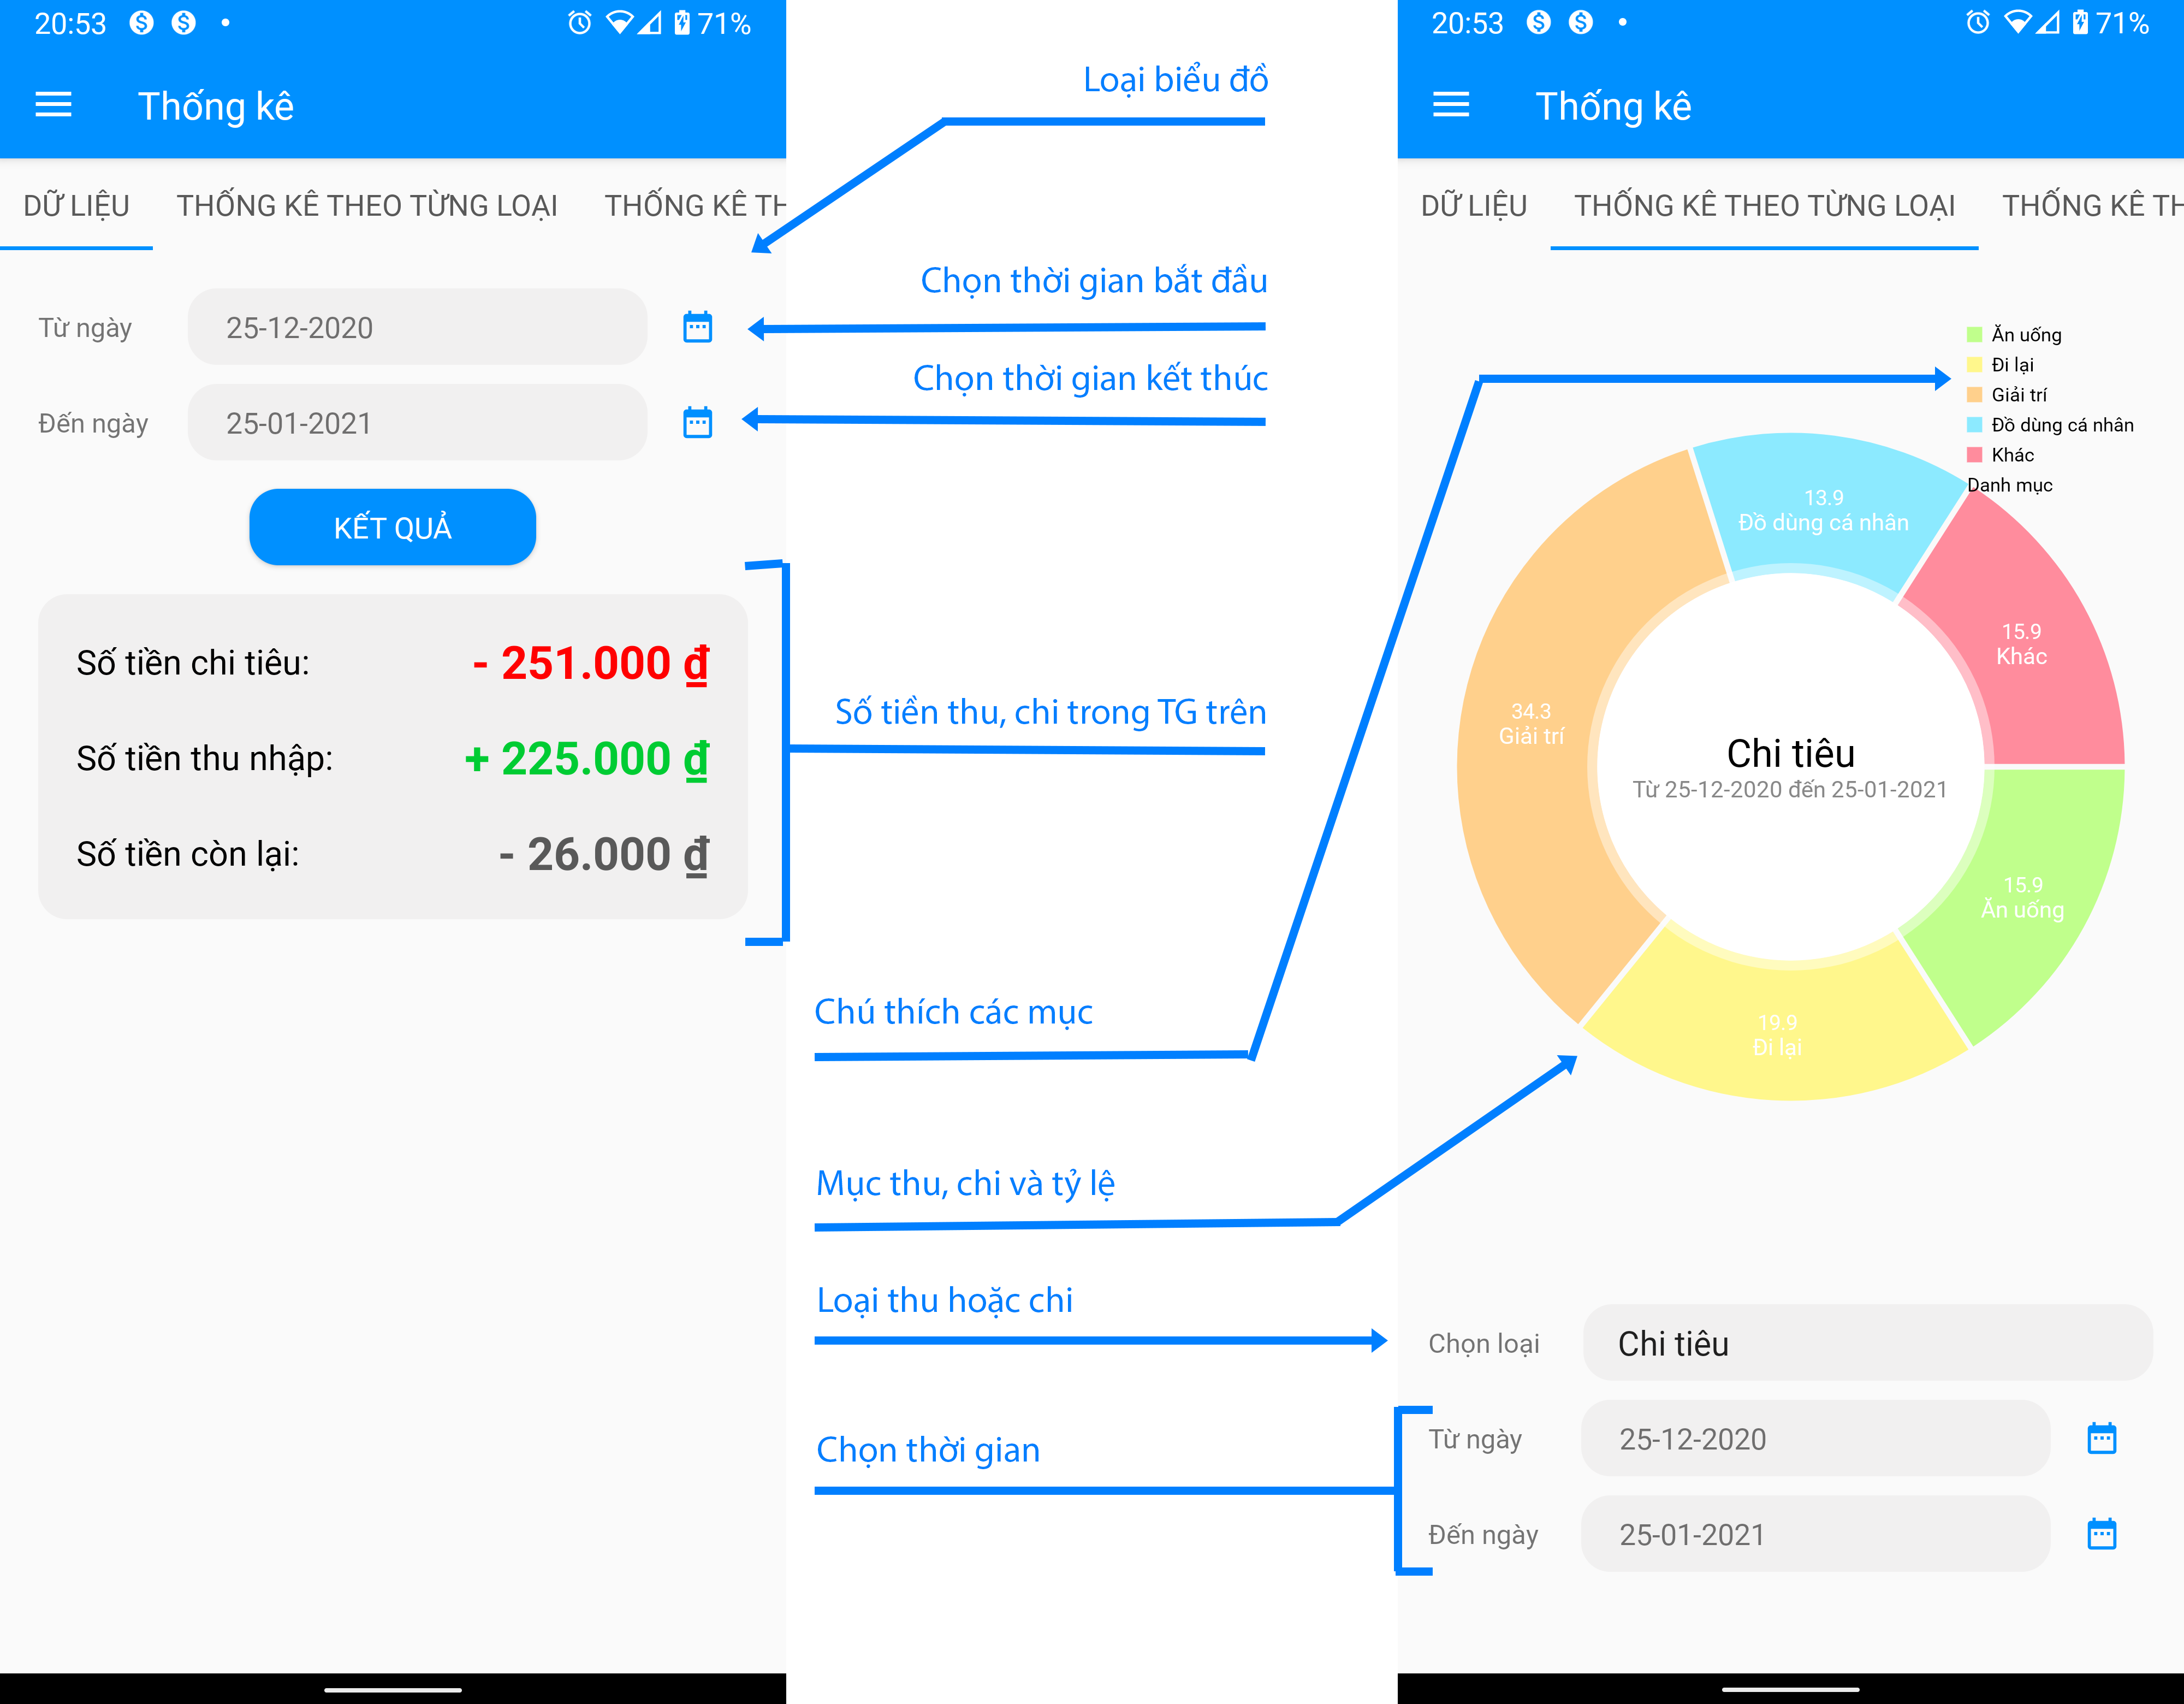 20:53
71%
Thống kê
DỮ LIỆU
THỐNG KÊ THEO TỪNG LOẠI
THỐNG KÊ TH
Từ ngày
25-12-2020
Đến ngày
25-01-2021
KẾT QUẢ
Số tiền chi tiêu:
- 251.000 ₫
Số tiền thu nhập:
+ 225.000 ₫
Số tiền còn lại:
- 26.000 ₫
Loại biểu đồ
Chọn thời gian bắt đầu
Chọn thời gian kết thúc
Số tiền thu, chi trong TG trên
Chú thích các mục
Mục thu, chi và tỷ lệ
Loại thu hoặc chi
Chọn thời gian
20:53
71%
Thống kê
DỮ LIỆU
THỐNG KÊ THEO TỪNG LOẠI
THỐNG KÊ TH
Ăn uống
Đi lại
Giải trí
Đồ dùng cá nhân
Khác
Danh mục
13.9
Đồ dùng cá nhân
15.9
Khác
34.3
Giải trí
Chi tiêu
Từ 25-12-2020 đến 25-01-2021
15.9
Ăn uống
19.9
Đi lại
Chọn loại
Chi tiêu
Từ ngày
25-12-2020
Đến ngày
25-01-2021